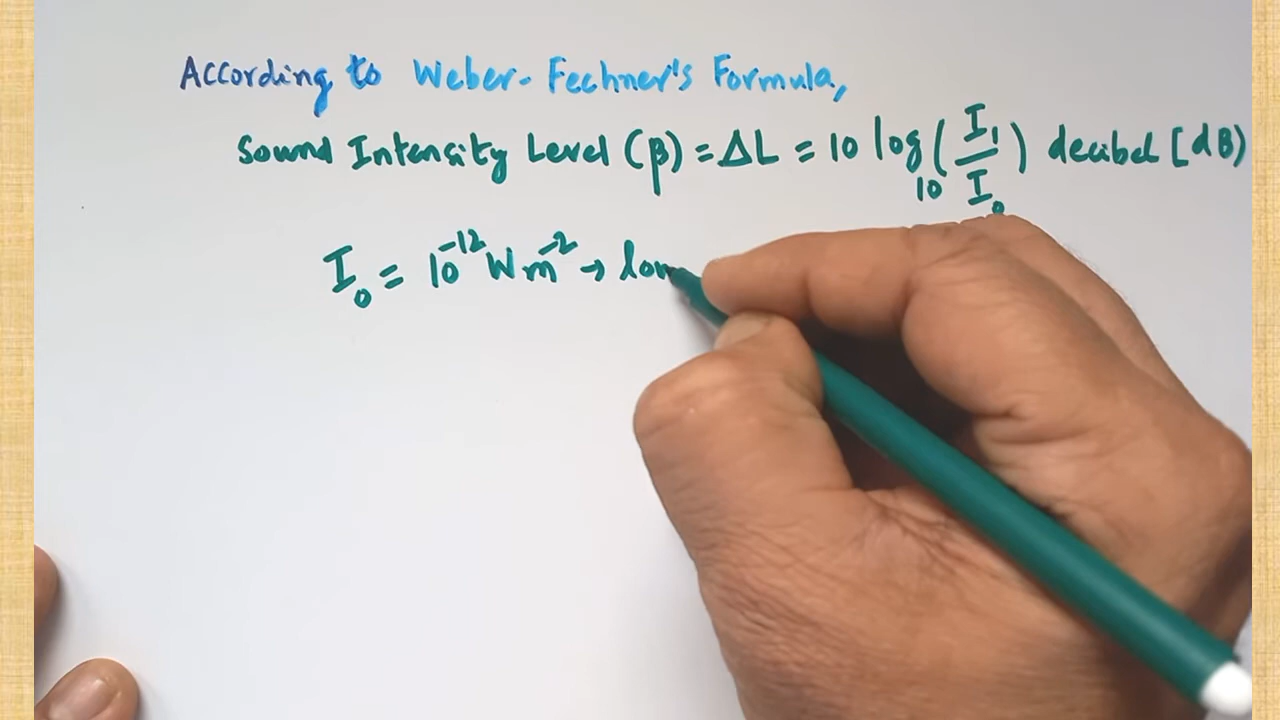 According to Weber-Fechner's Formula,
Sound Intensity Level (β) = ΔL = 10 log₁₀ (I₁/I₀) decibel [dB)
I₀ = 10⁻¹² Wm⁻² → low